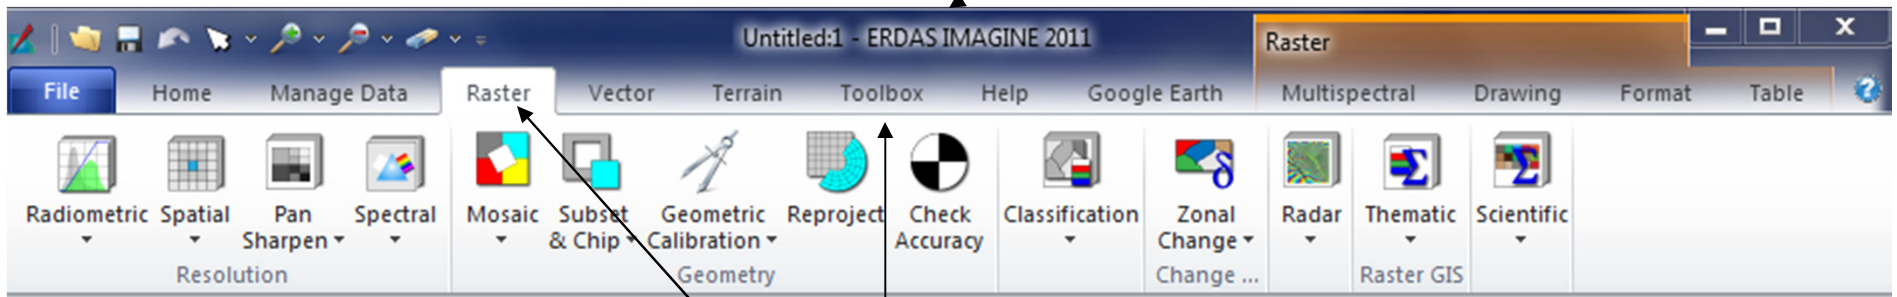 Untitled:1 - ERDAS IMAGINE 2011
Raster
File Home Manage Data Raster Vector Terrain Toolbox Help Google Earth Multispectral Drawing Format Table
Radiometric Spatial Pan Spectral Mosaic Subset Geometric Reproject Check Classification Zonal Radar Thematic Scientific
Sharpen & Chip Calibration Accuracy Change
Resolution Geometry Change ... Raster GIS